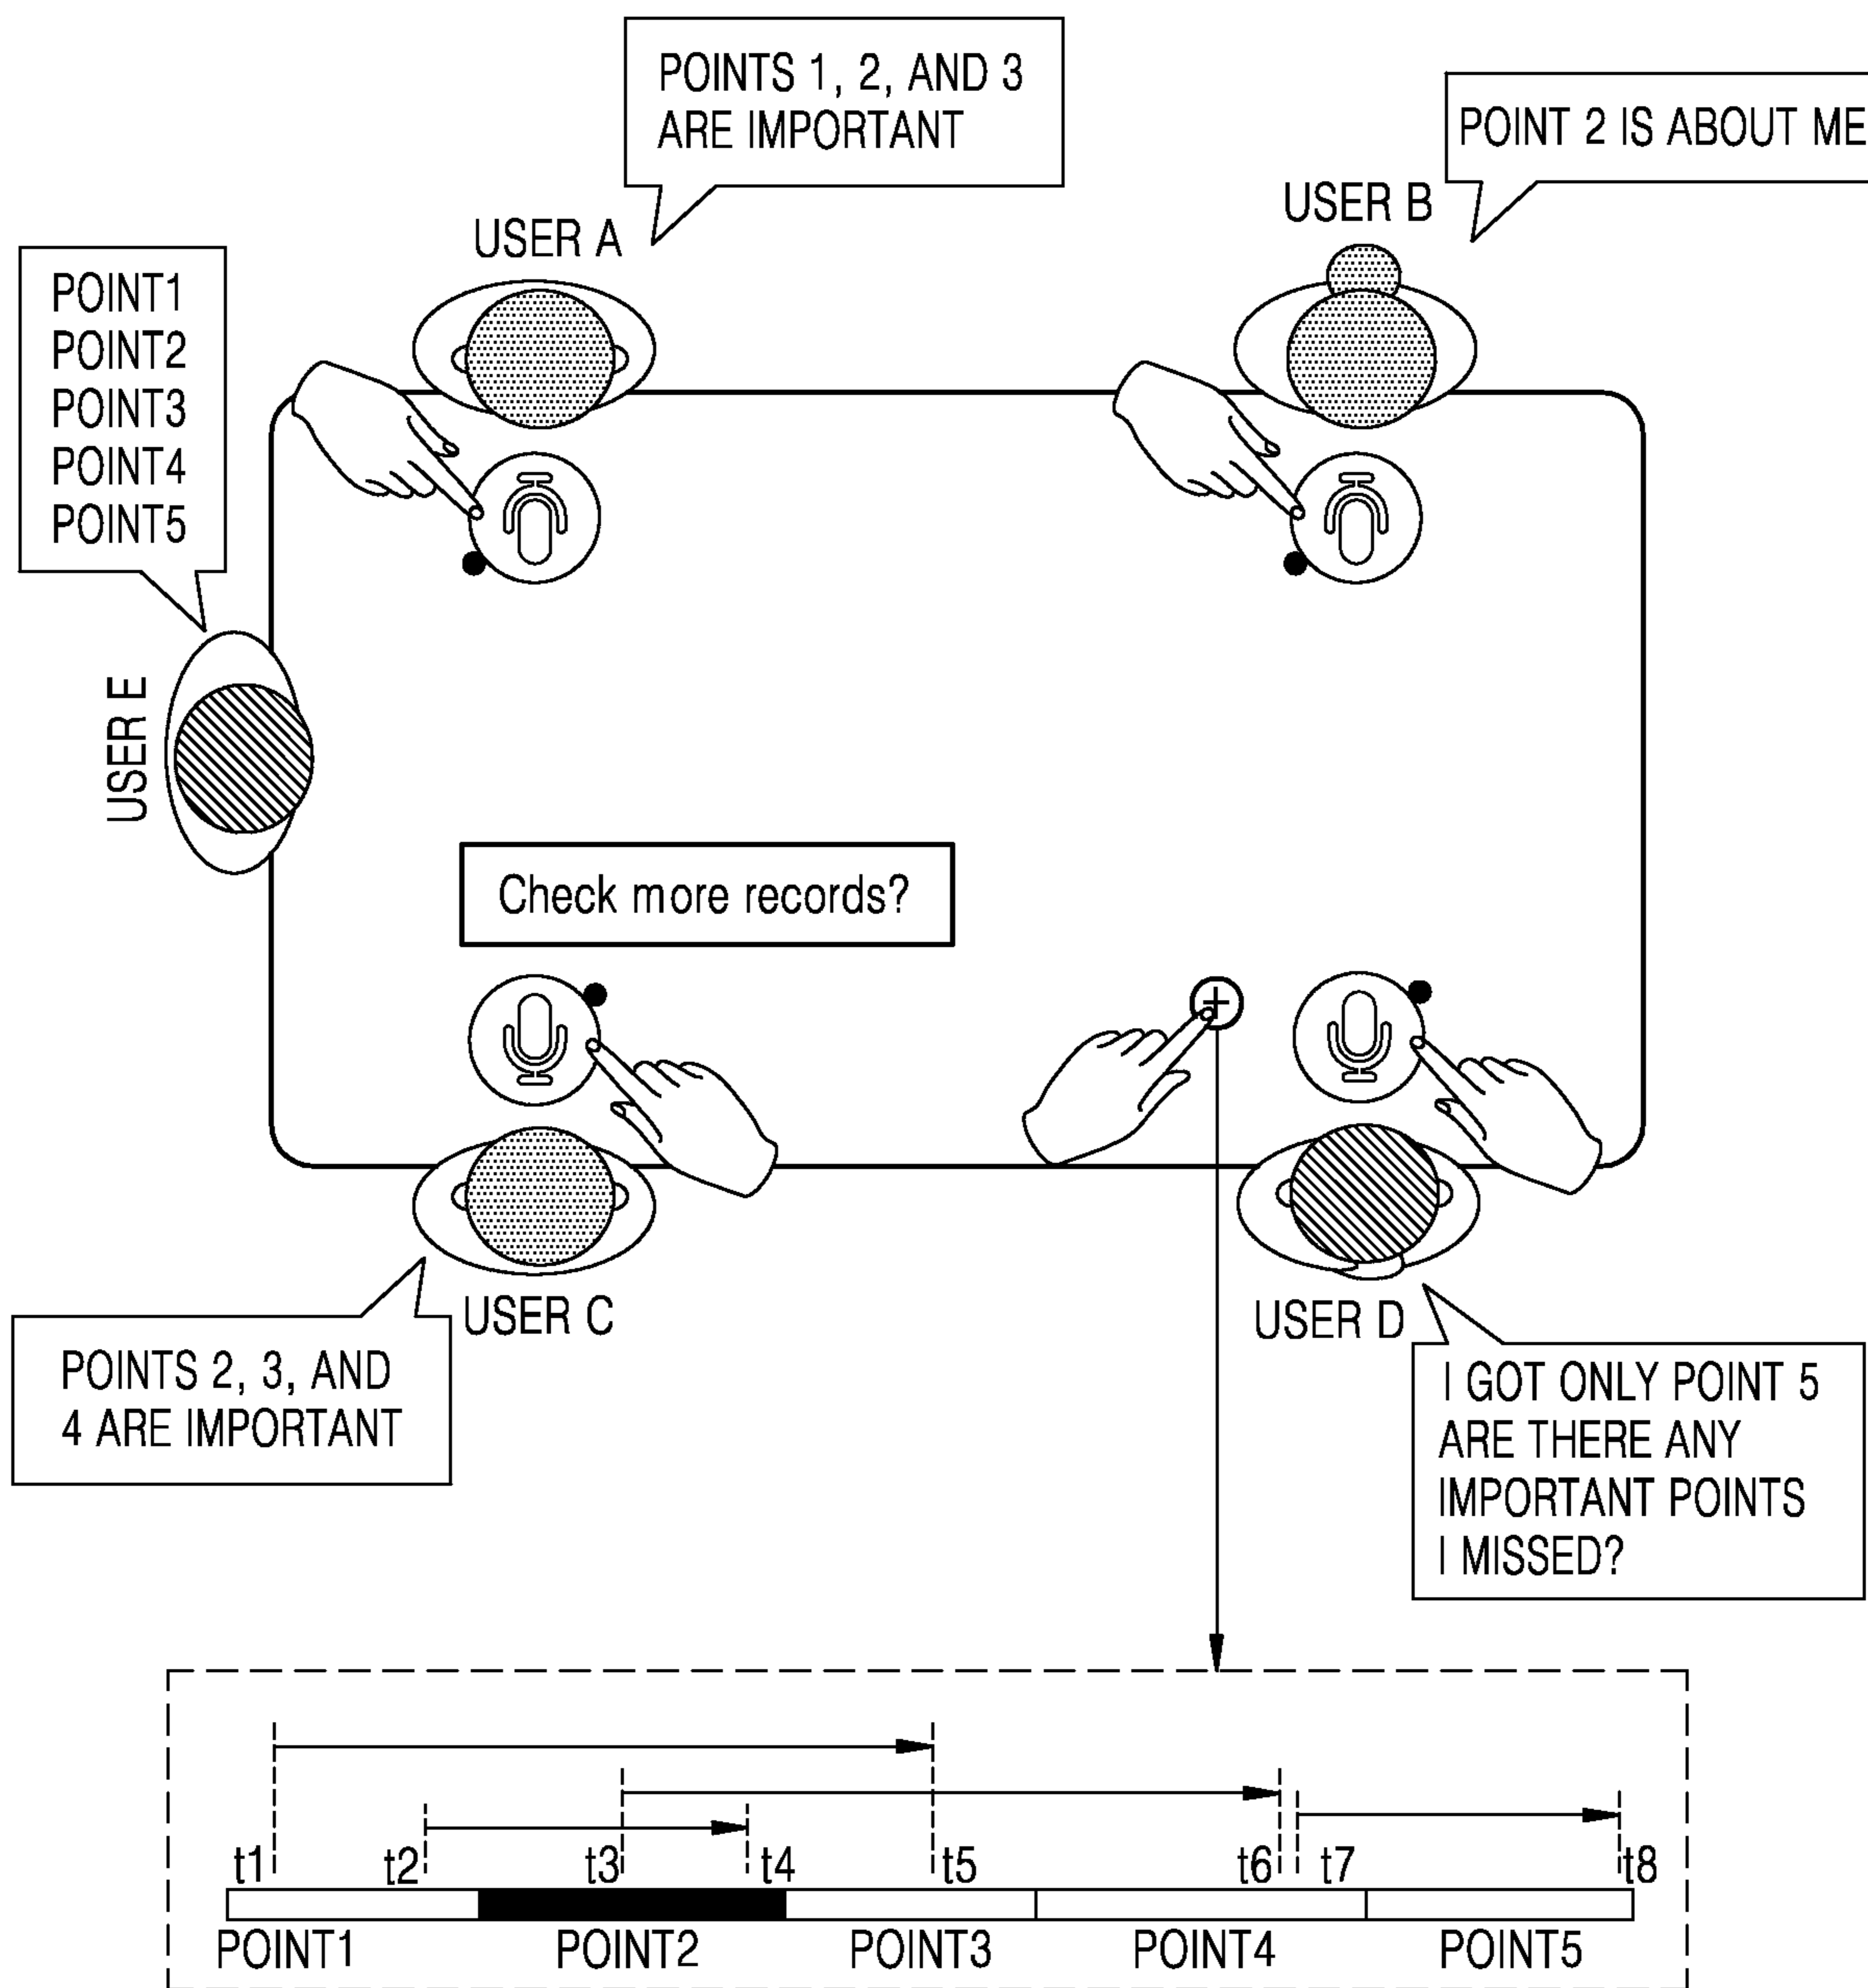 POINTS 1, 2, AND 3
ARE IMPORTANT
POINT 2 IS ABOUT ME
USER A
USER B
POINT1
POINT2
POINT3
POINT4
POINT5
USER E
Check more records?
USER C
USER D
POINTS 2, 3, AND
4 ARE IMPORTANT
I GOT ONLY POINT 5
ARE THERE ANY
IMPORTANT POINTS
I MISSED?
t1 t2 t3 t4 t5 t6 t7 t8
POINT1 POINT2 POINT3 POINT4 POINT5